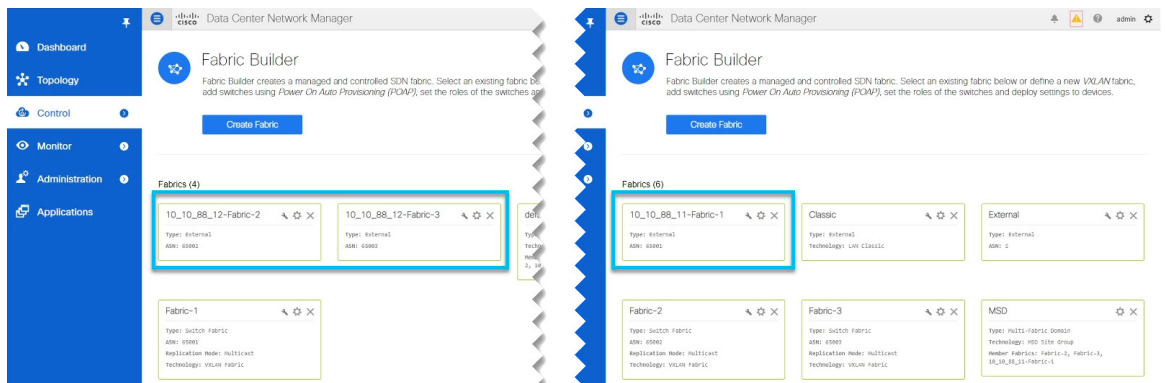 cisco Data Center Network Manager
Dashboard
Topology
Control
Monitor
Administration
Applications
Fabric Builder
Fabric Builder creates a managed and controlled SDN fabric. Select an existing fabric be
add switches using Power On Auto Provisioning (POAP), set the roles of the switches a
Create Fabric
Fabrics (4)
10_10_88_12-Fabric-2
Type: External
ASN: 65001
10_10_88_12-Fabric-3
Type: External
ASN: 65003
Fabric-1
Type: Switch Fabric
ASN: 65001
Replication Mode: Multicast
Technology: VXLAN Fabric
cisco Data Center Network Manager
admin
Fabric Builder
Fabric Builder creates a managed and controlled SDN fabric. Select an existing fabric below or define a new VXLAN fabric,
add switches using Power On Auto Provisioning (POAP), set the roles of the switches and deploy settings to devices.
Create Fabric
Fabrics (6)
10_10_88_11-Fabric-1
Type: External
ASN: 65001
Classic
Type: External
Technology: LAN Classic
External
Type: External
ASN: 1
Fabric-2
Type: Switch Fabric
ASN: 65002
Replication Mode: Multicast
Technology: VXLAN Fabric
Fabric-3
Type: Switch Fabric
ASN: 65003
Replication Mode: Multicast
Technology: VXLAN Fabric
MSD
Type: Multi-Fabric Domain
Technology: MSD Site Group
Member Fabrics: Fabric-2, Fabric-3,
10_10_88_11-Fabric-1